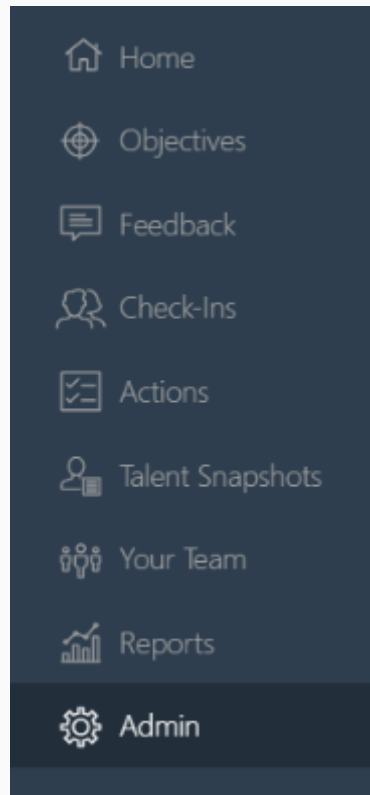 Home
Objectives
Feedback
Check-Ins
Actions
Talent Snapshots
Your Team
Reports
Admin